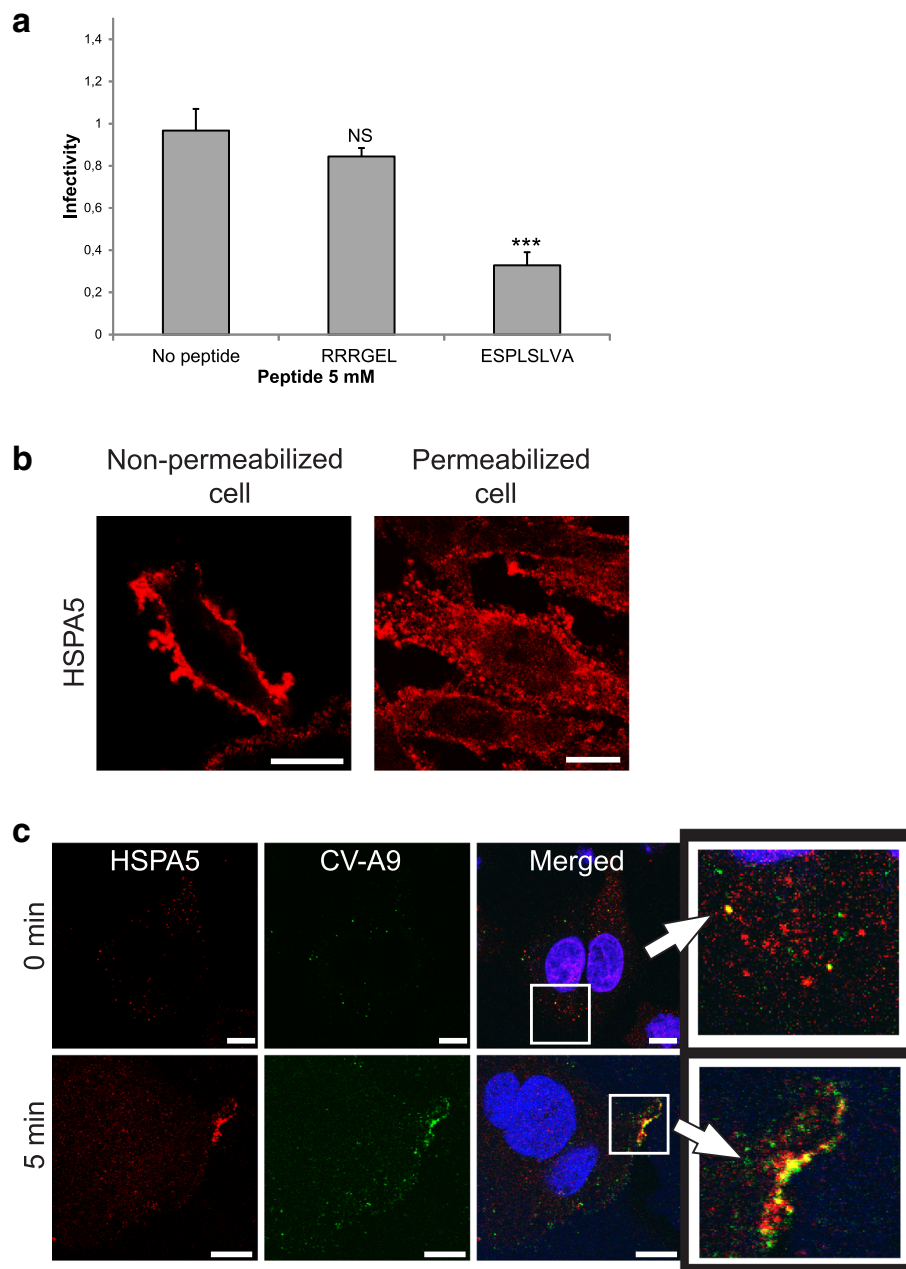 a
1,4
1,2
1
0,8
0,6
0,4
0,2
0
Infectivity
NS
***
No peptide
RRRGEL
ESPLSLVA
Peptide 5 mM
b
Non-permeabilized
cell
Permeabilized
cell
HSPA5
c
HSPA5
CV-A9
Merged
0 min
5 min